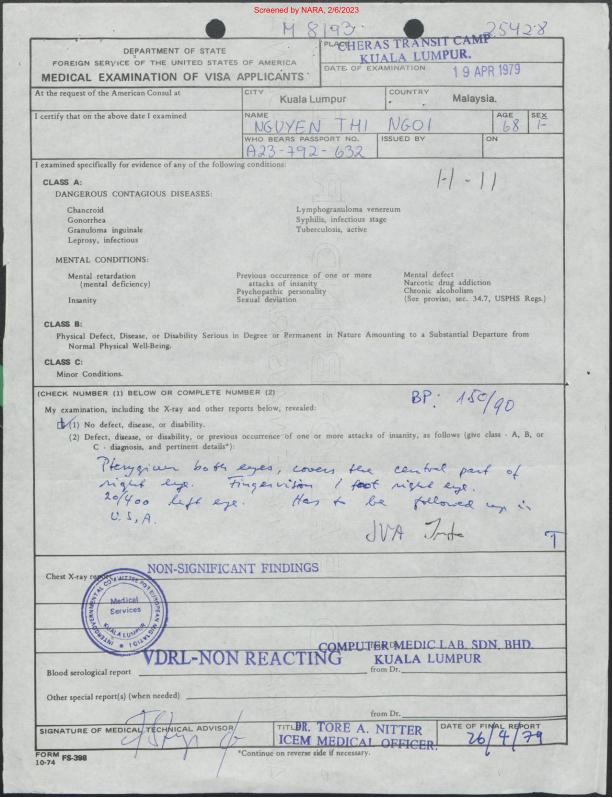 Screened by NARA, 2/6/2023
M 8/93 25428
DEPARTMENT OF STATE
FOREIGN SERVICE OF THE UNITED STATES OF AMERICA
MEDICAL EXAMINATION OF VISA APPLICANTS
PLACE
CHERAS TRANSIT CAMP
KUALA LUMPUR.
DATE OF EXAMINATION
19 APR 1979
At the request of the American Consul at
CITY
Kuala Lumpur
COUNTRY
Malaysia.
I certify that on the above date I examined
NAME
NGUYEN THI NGOI
AGE
68
SEX
F
WHO BEARS PASSPORT NO.
A23-792-632
ISSUED BY
ON
I examined specifically for evidence of any of the following conditions:
H-11
CLASS A:
DANGEROUS CONTAGIOUS DISEASES:
Chancroid
Gonorrhea
Granuloma inguinale
Leprosy, infectious
Lymphogranuloma venereum
Syphilis, infectious stage
Tuberculosis, active
MENTAL CONDITIONS:
Mental retardation
(mental deficiency)
Insanity
Previous occurrence of one or more
attacks of insanity
Psychopathic personality
Sexual deviation
Mental defect
Narcotic drug addiction
Chronic alcoholism
(See proviso, sec. 34.7, USPHS Regs.)
CLASS B:
Physical Defect, Disease, or Disability Serious in Degree or Permanent in Nature Amounting to a Substantial Departure from
Normal Physical Well-Being.
CLASS C:
Minor Conditions.
(CHECK NUMBER (1) BELOW OR COMPLETE NUMBER (2)
BP: 150/90
My examination, including the X-ray and other reports below, revealed:
(1) No defect, disease, or disability.
(2) Defect, disease, or disability, or previous occurrence of one or more attacks of insanity, as follows (give class - A, B, or
C - diagnosis, and pertinent details*):
Pterygium both eyes, covers the central part of
right eye. Fingervision 1 foot right eye.
20/400 left eye. Has to be followed up in
U.S.A.
JVA
Chest X-ray report
NON-SIGNIFICANT FINDINGS
INTERGOVERNMENTAL COMMITTEE FOR EUROPEAN MIGRATION
Medical
Services
KUALA LUMPUR
COMPUTER MEDIC LAB. SDN. BHD.
VDRL-NON REACTING
KUALA LUMPUR
Blood serological report
from Dr.
Other special report(s) (when needed)
from Dr.
SIGNATURE OF MEDICAL TECHNICAL ADVISOR
TITLE
DR. TORE A. NITTER
ICEM MEDICAL OFFICER.
DATE OF FINAL REPORT
26/4/79
FORM FS-398
10-74
*Continue on reverse side if necessary.